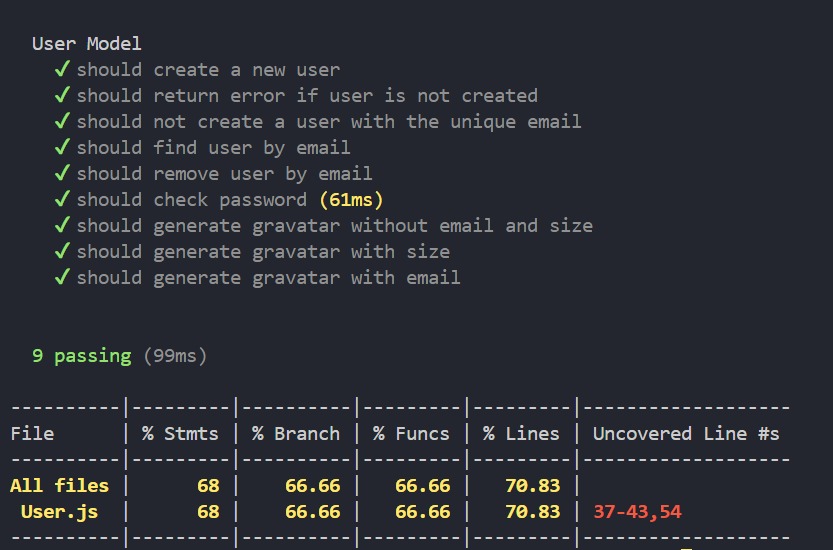 User Model
✓ should create a new user
✓ should return error if user is not created
✓ should not create a user with the unique email
✓ should find user by email
✓ should remove user by email
✓ should check password (61ms)
✓ should generate gravatar without email and size
✓ should generate gravatar with size
✓ should generate gravatar with email
9 passing (99ms)
----------|---------|----------|---------|---------|-------------------
File      | % Stmts | % Branch | % Funcs | % Lines | Uncovered Line #s
----------|---------|----------|---------|---------|-------------------
All files |      68 |    66.66 |   66.66 |   70.83 |
 User.js  |      68 |    66.66 |   66.66 |   70.83 | 37-43,54
----------|---------|----------|---------|---------|-------------------